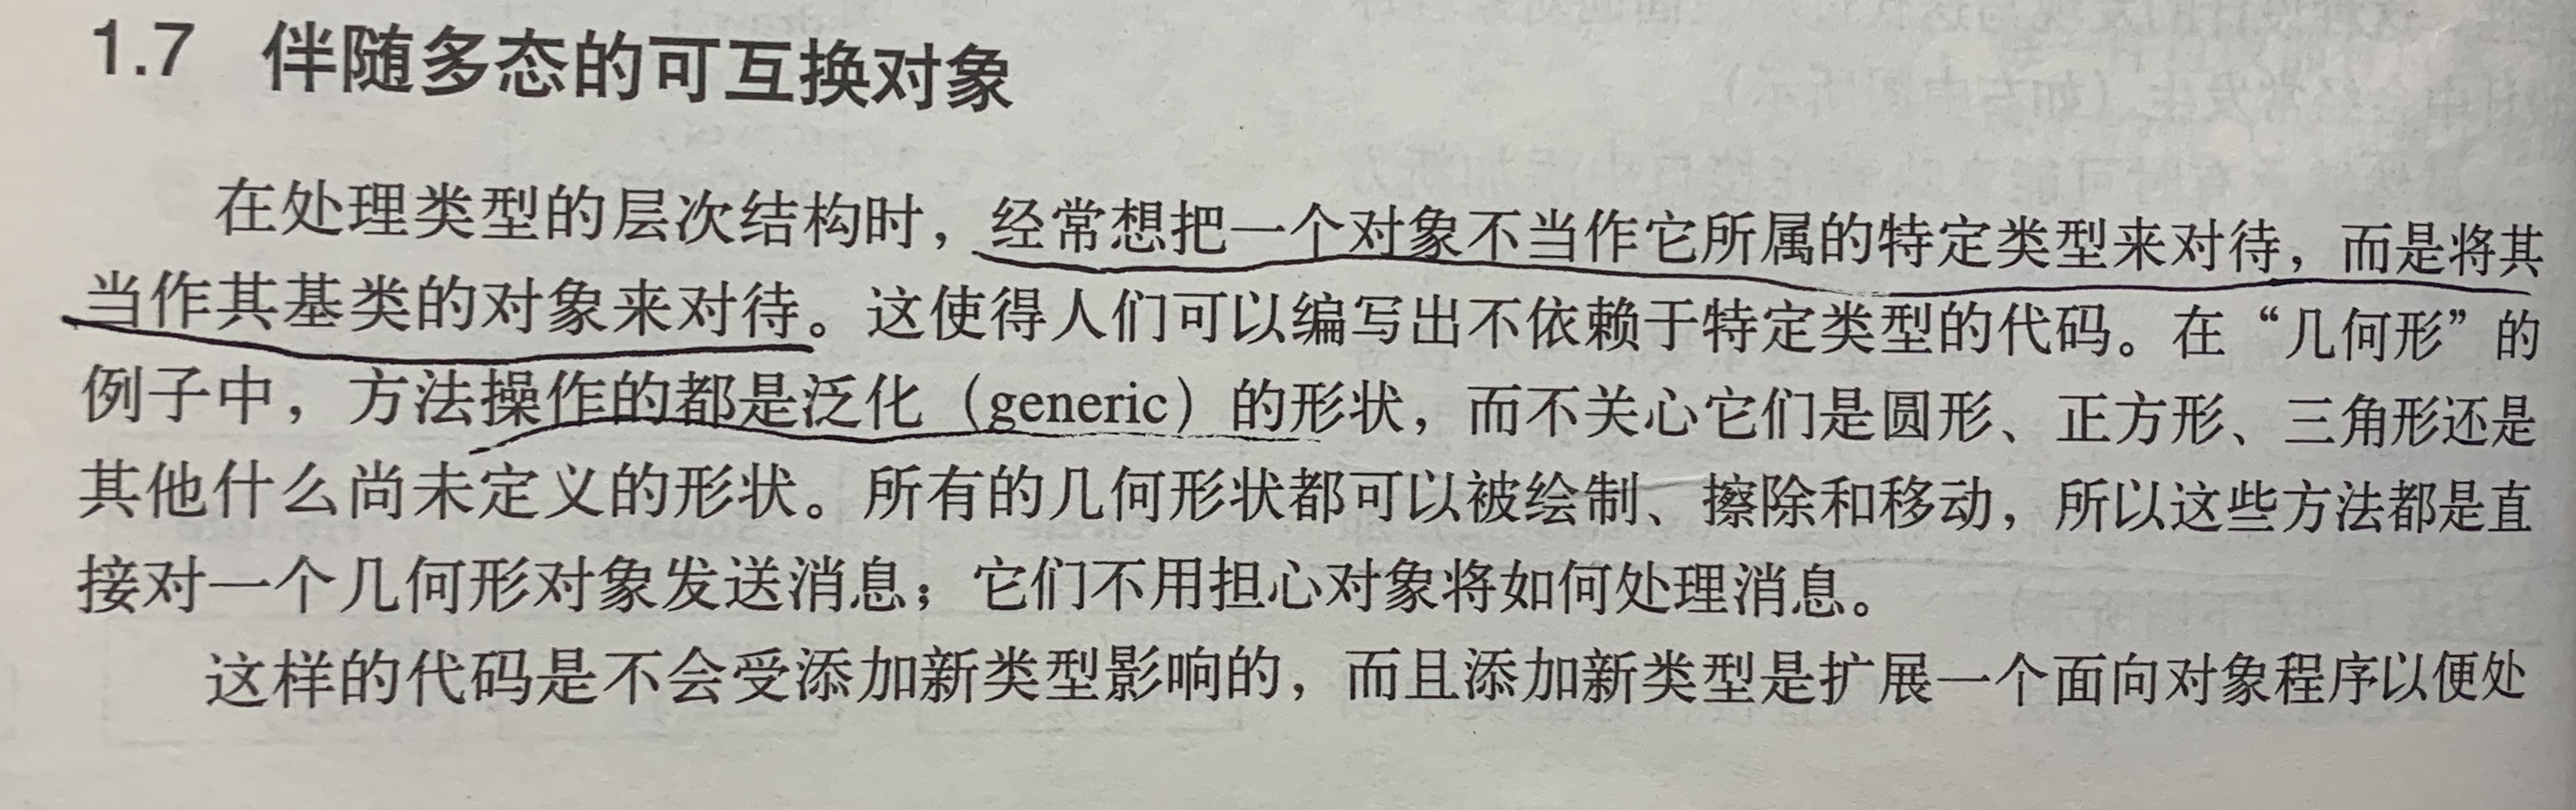 1.7 伴随多态的可互换对象
在处理类型的层次结构时，经常想把一个对象不当作它所属的特定类型来对待，而是将其
当作其基类的对象来对待。这使得人们可以编写出不依赖于特定类型的代码。在“几何形”的
例子中，方法操作的都是泛化（generic）的形状，而不关心它们是圆形、正方形、三角形还是
其他什么尚未定义的形状。所有的几何形状都可以被绘制、擦除和移动，所以这些方法都是直
接对一个几何形对象发送消息；它们不用担心对象将如何处理消息。
这样的代码是不会受添加新类型影响的，而且添加新类型是扩展一个面向对象程序以便处